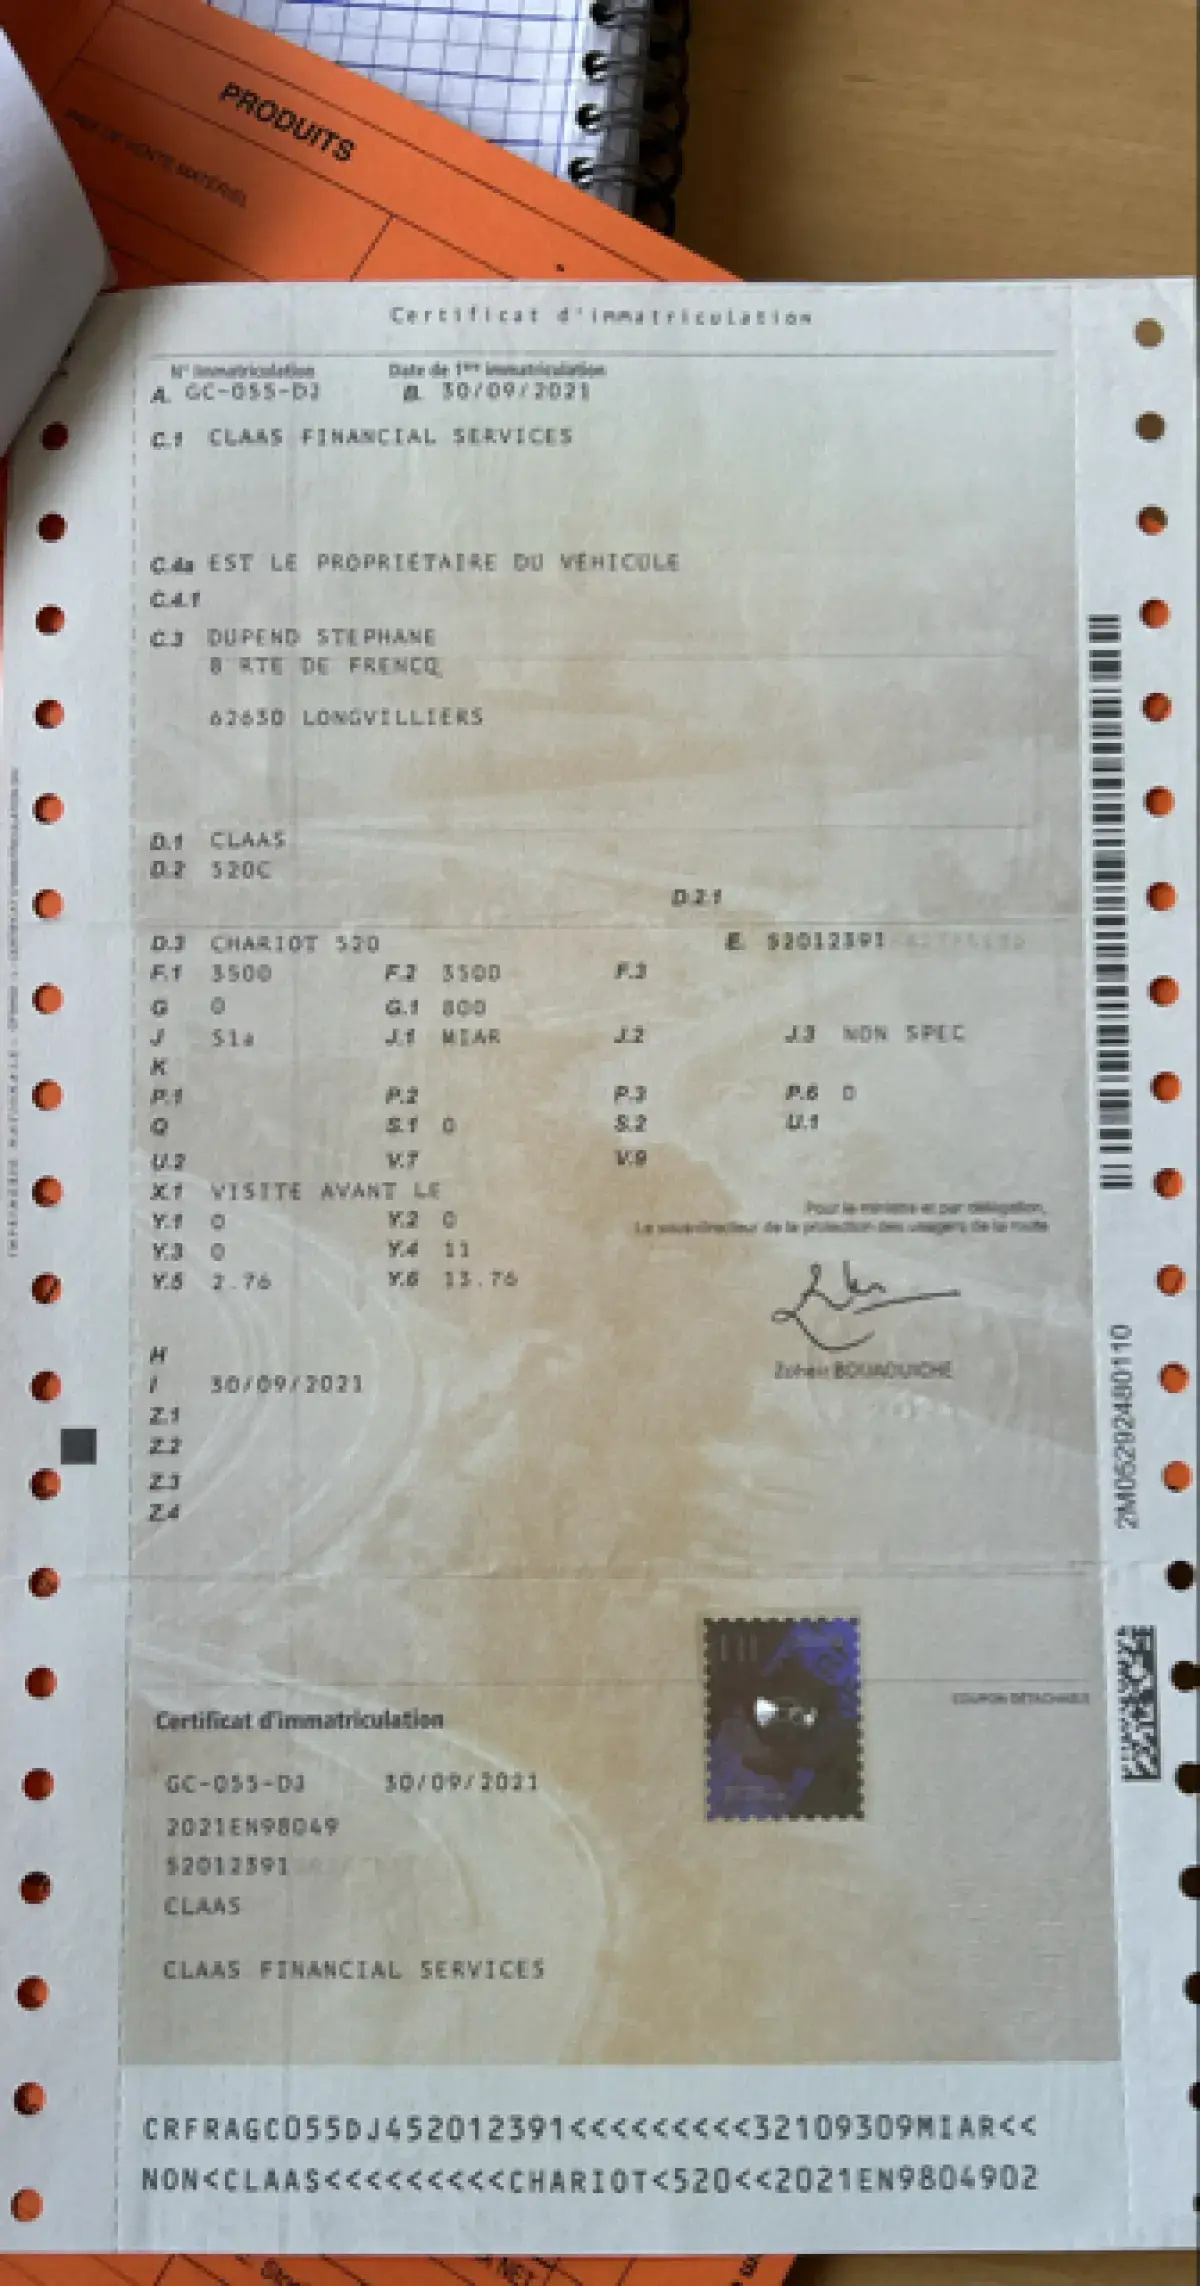 PRODUITS
Certificat d'immatriculation
N° Immatriculation Date de 1ère immatriculation
A. GC-055-DJ B. 30/09/2021
C.1 CLAAS FINANCIAL SERVICES
C.4a EST LE PROPRIÉTAIRE DU VÉHICULE
C.4.1
C.3 DUPEND STEPHANE
8 RTE DE FRENCQ
62630 LONGVILLIERS
D.1 CLAAS
D.2 520C
D.2.1
D.3 CHARIOT 520 E. 52012391
F.1 3500 F.2 3500 F.3
G 0 G.1 800
J S1a J.1 MIAR J.2 J.3 NON SPEC
K
P.1 P.2 P.3 P.6 0
Q S.1 0 S.2 U.1
U.2 V.7 V.9
X.1 VISITE AVANT LE
Y.1 0 Y.2 0
Y.3 0 Y.4 11
Y.5 2.76 Y.6 13.76
Pour le ministre et par délégation,
Le sous-directeur de la protection des usagers de la route
Zoheir BOUAOUICHE
H
I 30/09/2021
Z.1
Z.2
Z.3
Z.4
2M05292480110
COUPON DÉTACHABLE
Certificat d'immatriculation
GC-055-DJ 30/09/2021
2021EN98049
52012391
CLAAS
CLAAS FINANCIAL SERVICES
CRFRAGC055DJ452012391<<<<<<<<<32109309MIAR<<
NON<CLAAS<<<<<<<<<CHARIOT<520<<2021EN9804902